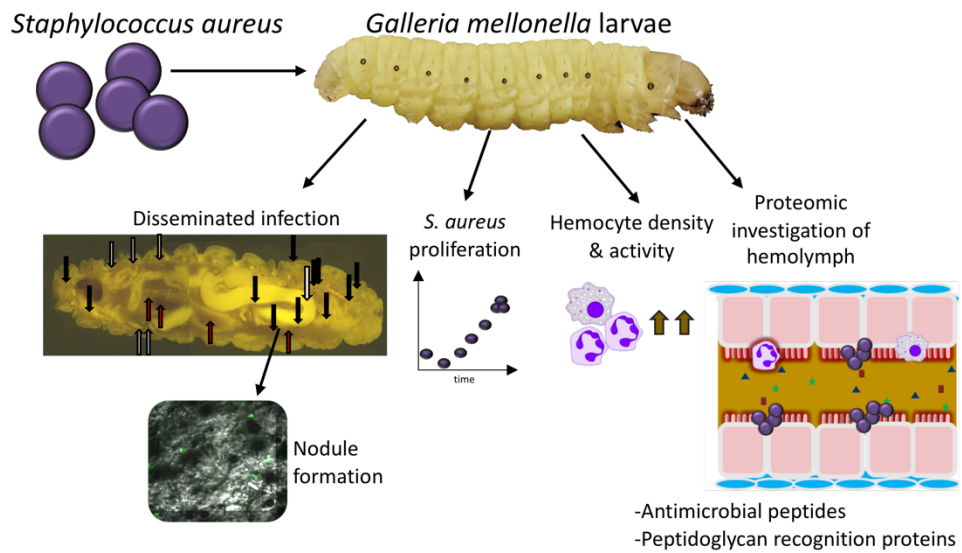 Staphylococcus aureus
Galleria mellonella larvae
Disseminated infection
S. aureus
proliferation
time
Hemocyte density
& activity
Proteomic
investigation of
hemolymph
Nodule
formation
-Antimicrobial peptides
-Peptidoglycan recognition proteins